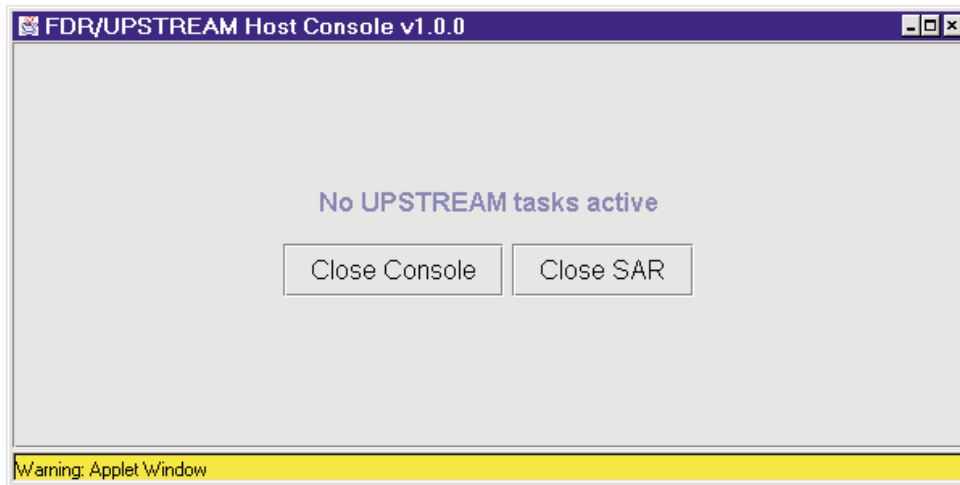 FDR/UPSTREAM Host Console v1.0.0
No UPSTREAM tasks active
Close Console Close SAR
Warning: Applet Window